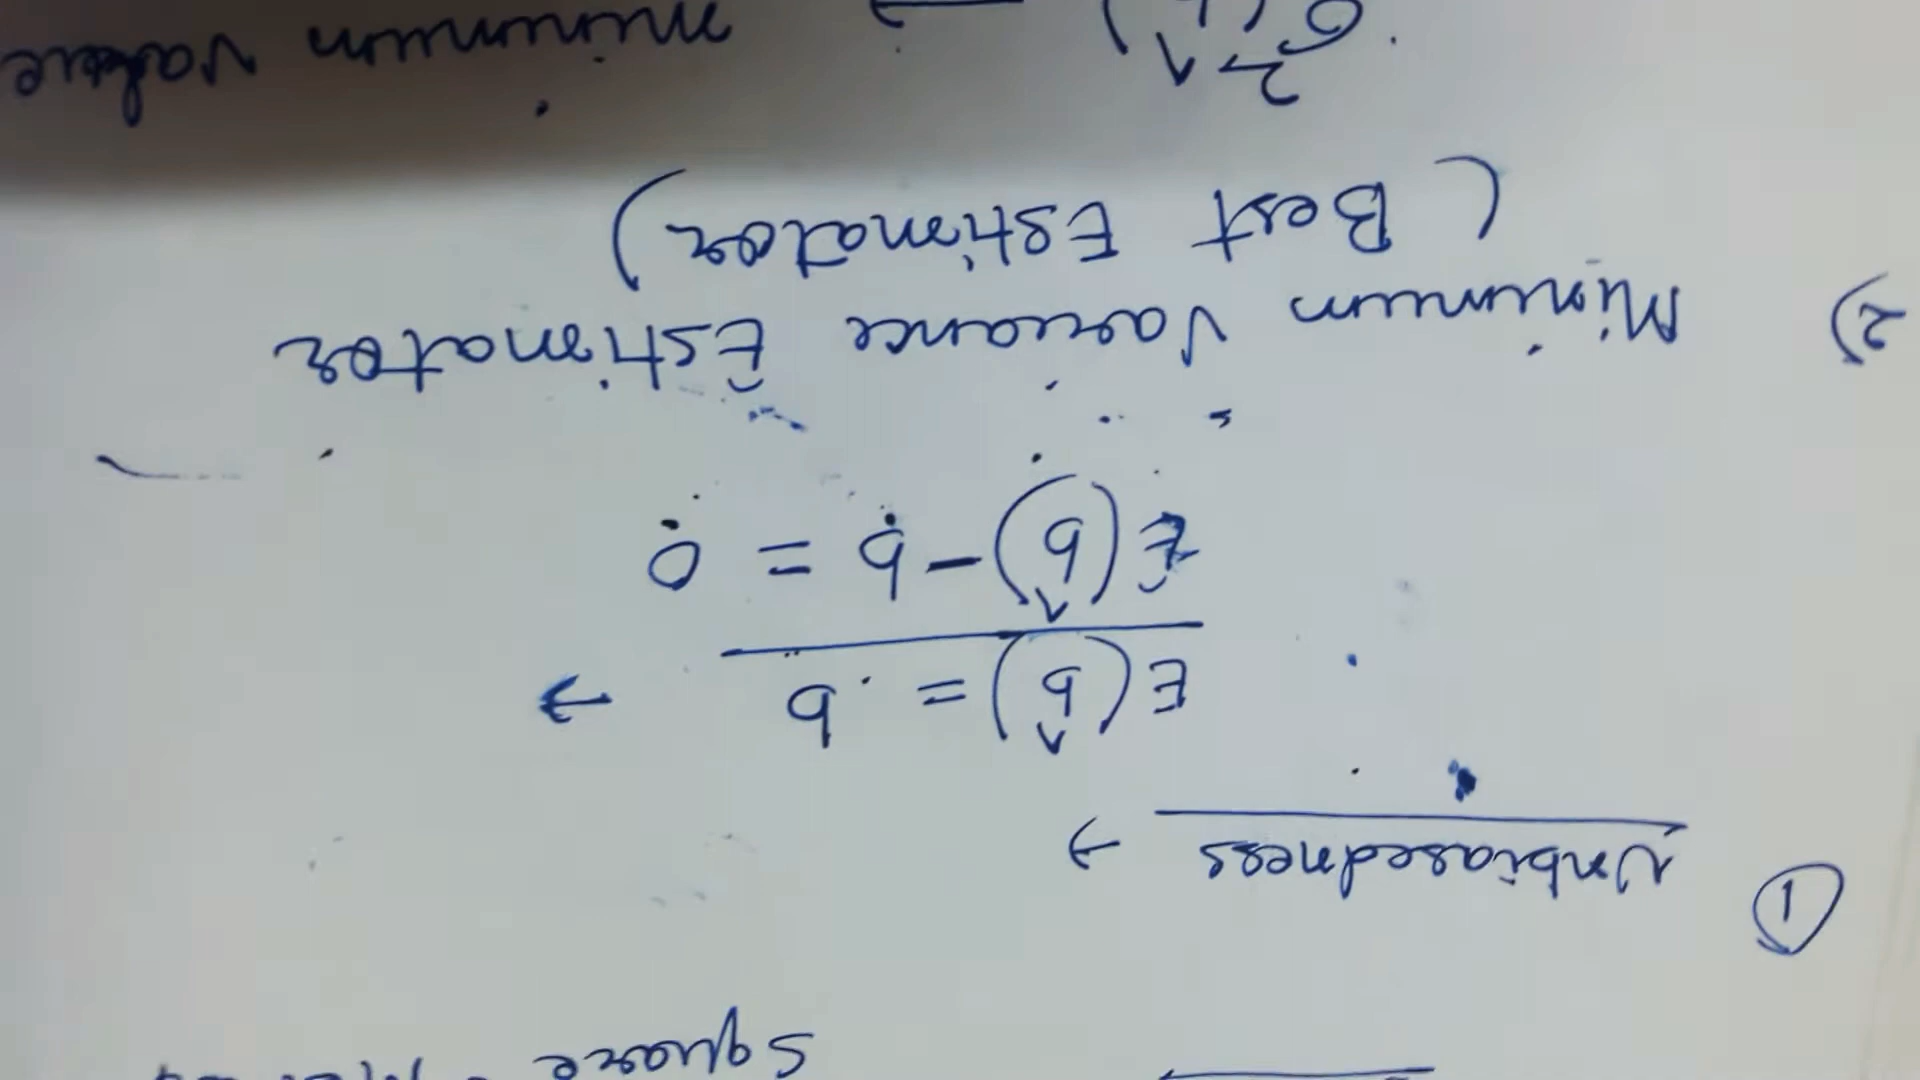 Square
① Unbiasedness →
E(b̂) = b →
E(b̂) - b = 0
2) Minimum Variance Estimator
(Best Estimator)
minimum value